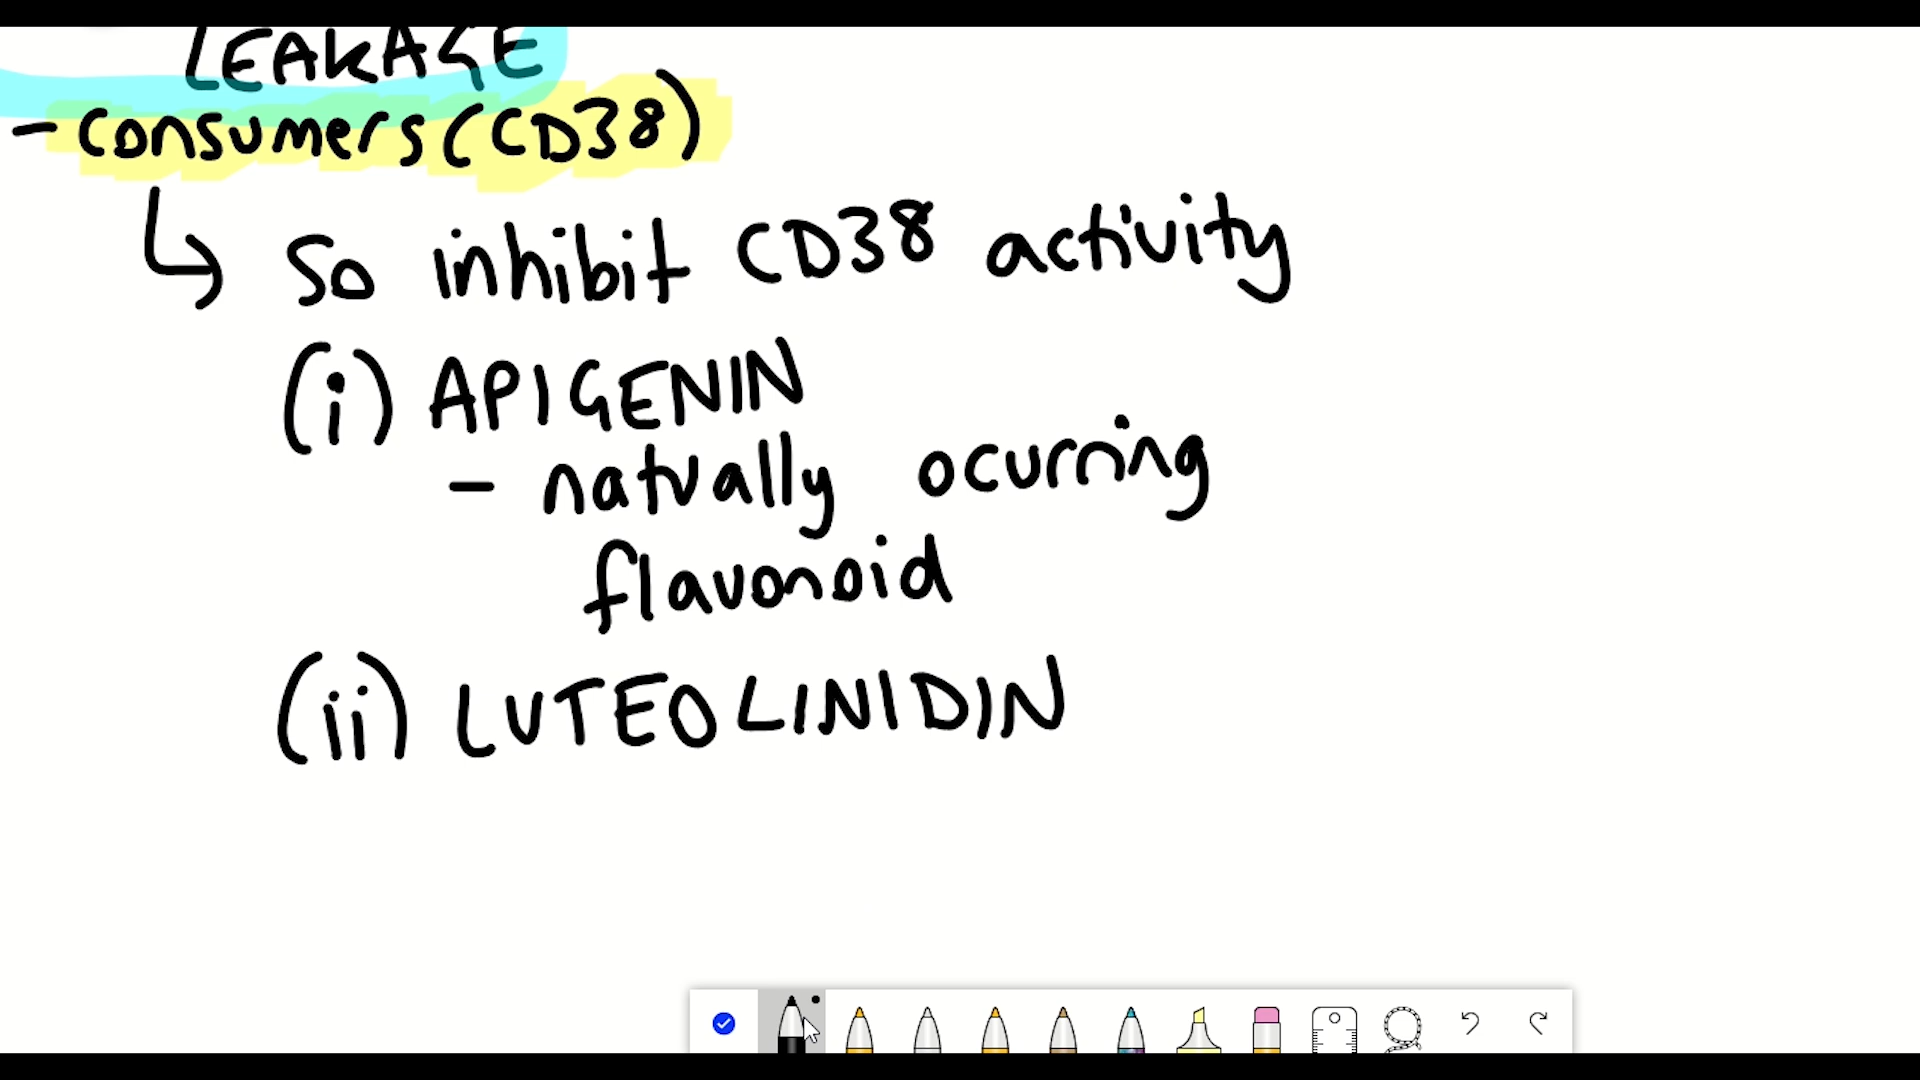 LEAKAGE
- consumers (CD38)
↳ So inhibit CD38 activity
(i) APIGENIN
- natually ocurring
flavonoid
(ii) LUTEOLINIDIN